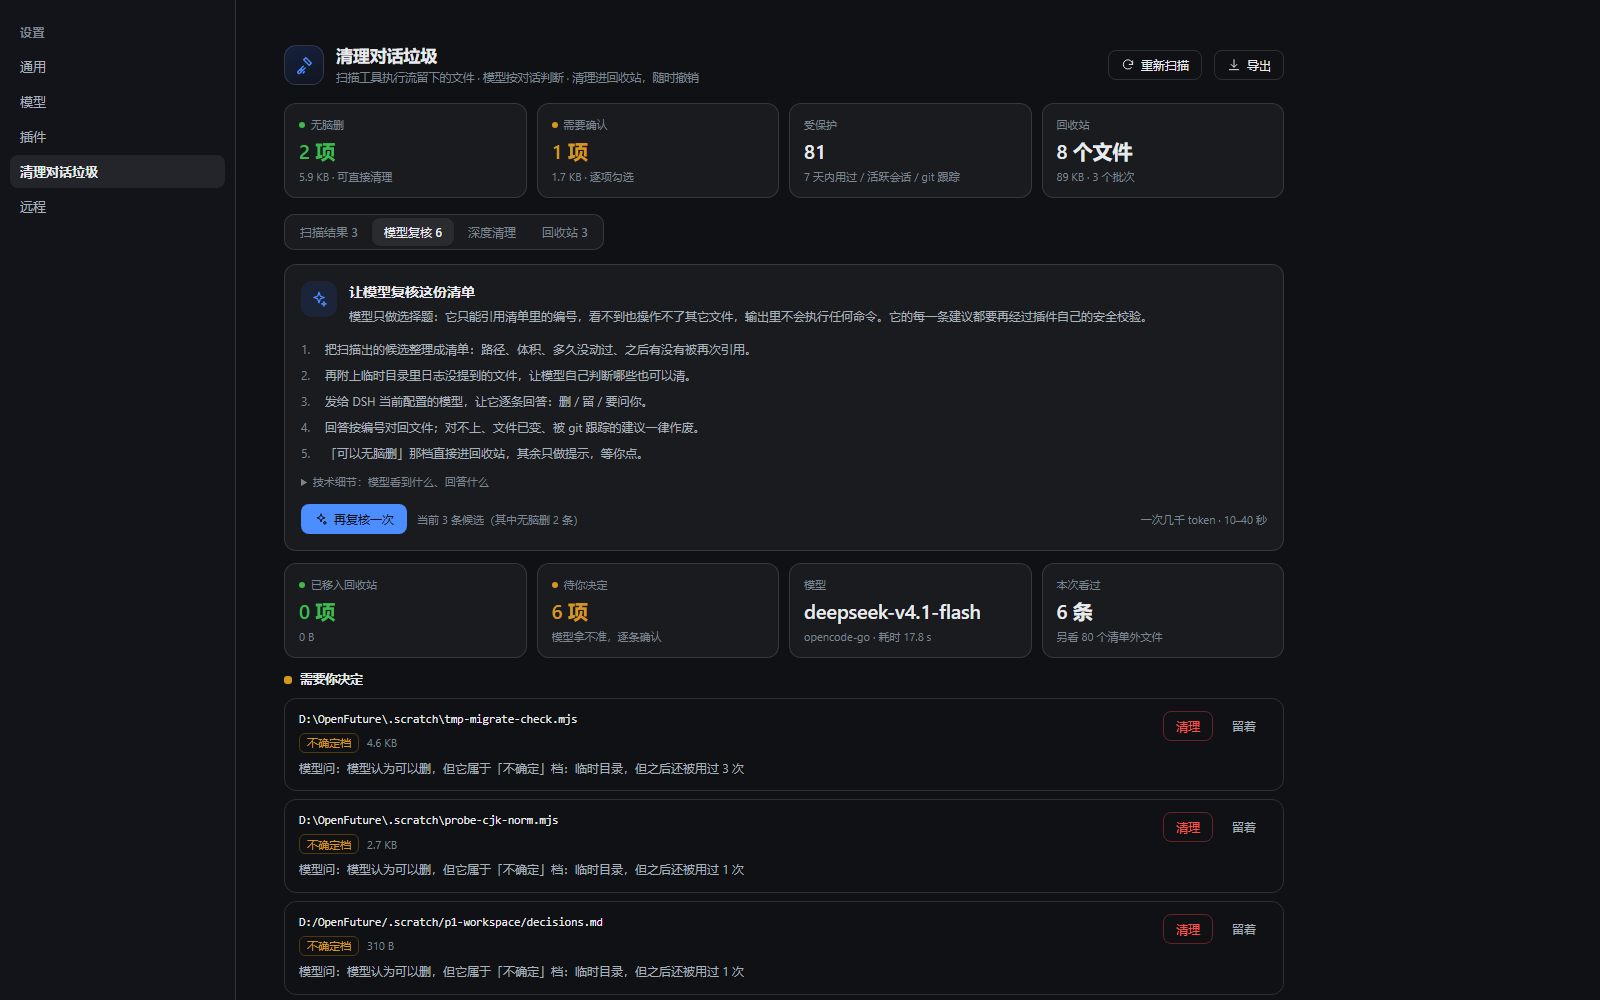 设置
通用
模型
插件
清理对话垃圾
远程
清理对话垃圾
扫描工具执行流留下的文件 · 模型按对话判断 · 清理进回收站，随时撤销
重新扫描
导出
无脑删
2 项
5.9 KB · 可直接清理
需要确认
1 项
1.7 KB · 逐项勾选
受保护
81
7 天内用过 / 活跃会话 / git 跟踪
回收站
8 个文件
89 KB · 3 个批次
扫描结果 3
模型复核 6
深度清理
回收站 3
让模型复核这份清单
模型只做选择题：它只能引用清单里的编号，看不到也操作不了其它文件，输出里不会执行任何命令。它的每一条建议都要再经过插件自己的安全校验。
1. 把扫描出的候选整理成清单：路径、体积、多久没动过、之后有没有被再次引用。
2. 再附上临时目录里日志没提到的文件，让模型自己判断哪些也可以清。
3. 发给 DSH 当前配置的模型，让它逐条回答：删 / 留 / 要问你。
4. 回答按编号对回文件；对不上、文件已变、被 git 跟踪的建议一律作废。
5. 「可以无脑删」那档直接进回收站，其余只做提示，等你点。
技术细节：模型看到什么、回答什么
再复核一次
当前 3 条候选（其中无脑删 2 条）
一次几千 token · 10–40 秒
已移入回收站
0 项
0 B
待你决定
6 项
模型拿不准，逐条确认
模型
deepseek-v4.1-flash
opencode-go · 耗时 17.8 s
本次看过
6 条
另看 80 个清单外文件
需要你决定
D:\OpenFuture\.scratch\tmp-migrate-check.mjs
清理
留着
不确定档
4.6 KB
模型问：模型认为可以删，但它属于「不确定」档：临时目录，但之后还被用过 3 次
D:\OpenFuture\.scratch\probe-cjk-norm.mjs
清理
留着
不确定档
2.7 KB
模型问：模型认为可以删，但它属于「不确定」档：临时目录，但之后还被用过 1 次
D:/OpenFuture/.scratch/p1-workspace/decisions.md
清理
留着
不确定档
310 B
模型问：模型认为可以删，但它属于「不确定」档：临时目录，但之后还被用过 1 次